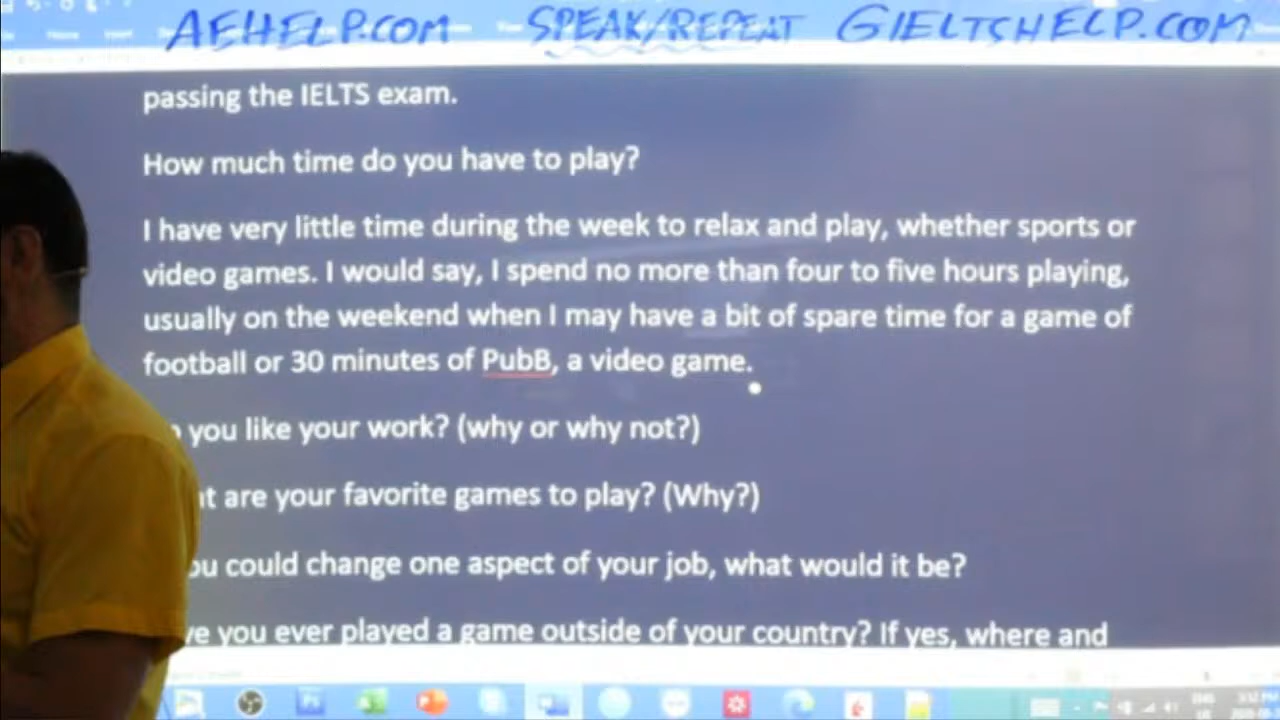 AEHELP.COM SPEAK/REPEAT GIELTSHELP.COM
passing the IELTS exam.
How much time do you have to play?
I have very little time during the week to relax and play, whether sports or
video games. I would say, I spend no more than four to five hours playing,
usually on the weekend when I may have a bit of spare time for a game of
football or 30 minutes of PubB, a video game.
you like your work? (why or why not?)
are your favorite games to play? (Why?)
could change one aspect of your job, what would it be?
you ever played a game outside of your country? If yes, where and